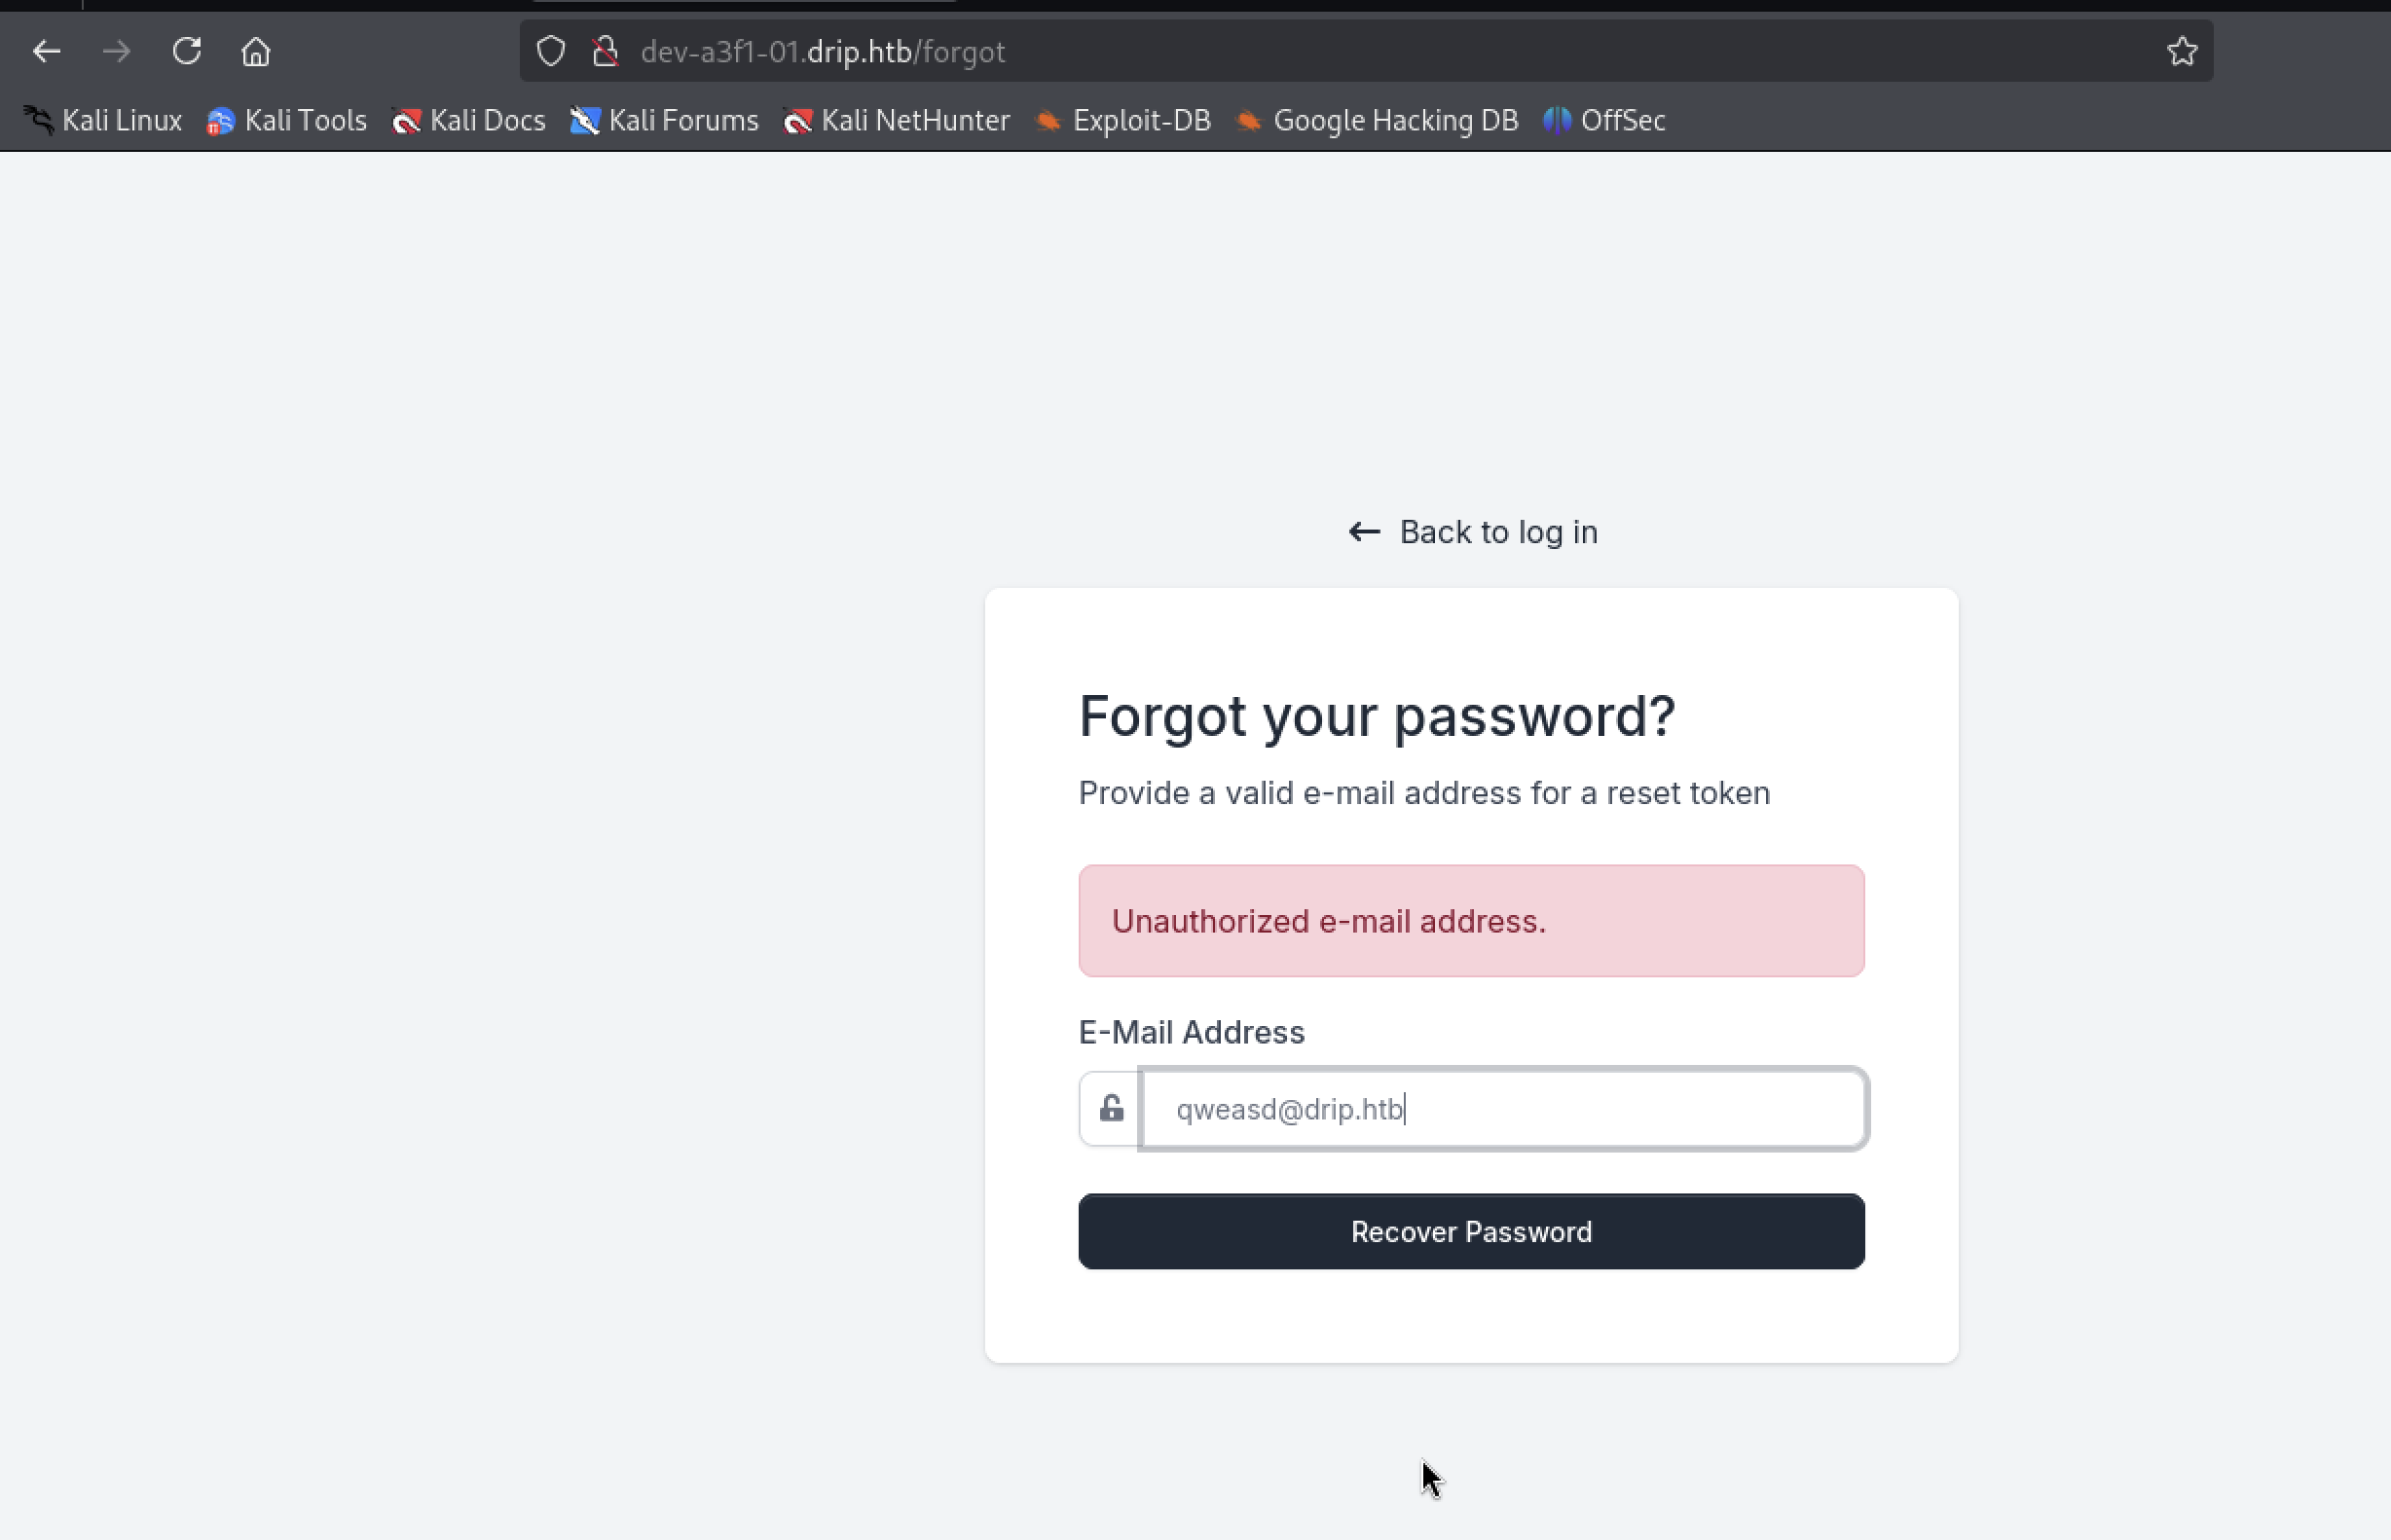 dev-a3f1-01.drip.htb/forgot
Kali Linux Kali Tools Kali Docs Kali Forums Kali NetHunter Exploit-DB Google Hacking DB OffSec
← Back to log in
Forgot your password?
Provide a valid e-mail address for a reset token
Unauthorized e-mail address.
E-Mail Address
qweasd@drip.htb
Recover Password